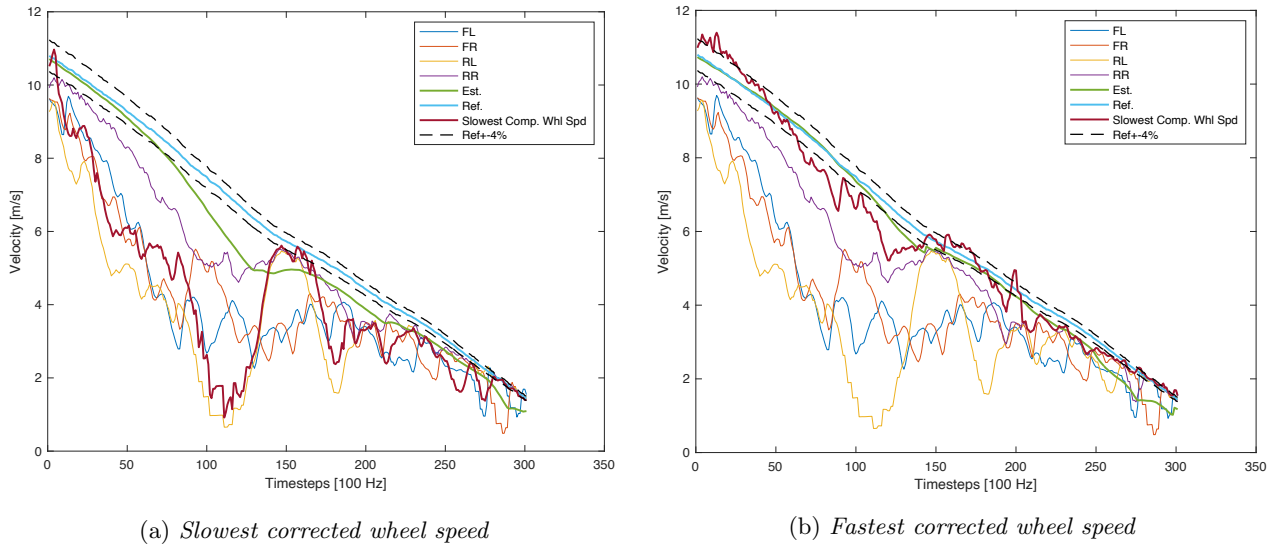 12
10
8
6
4
2
0
Velocity [m/s]
0 50 100 150 200 250 300 350
Timesteps [100 Hz]
FL
FR
RL
RR
Est.
Ref.
Slowest Comp. Whl Spd
Ref+-4%
(a) Slowest corrected wheel speed
12
10
8
6
4
2
0
Velocity [m/s]
0 50 100 150 200 250 300 350
Timesteps [100 Hz]
FL
FR
RL
RR
Est.
Ref.
Slowest Comp. Whl Spd
Ref+-4%
(b) Fastest corrected wheel speed